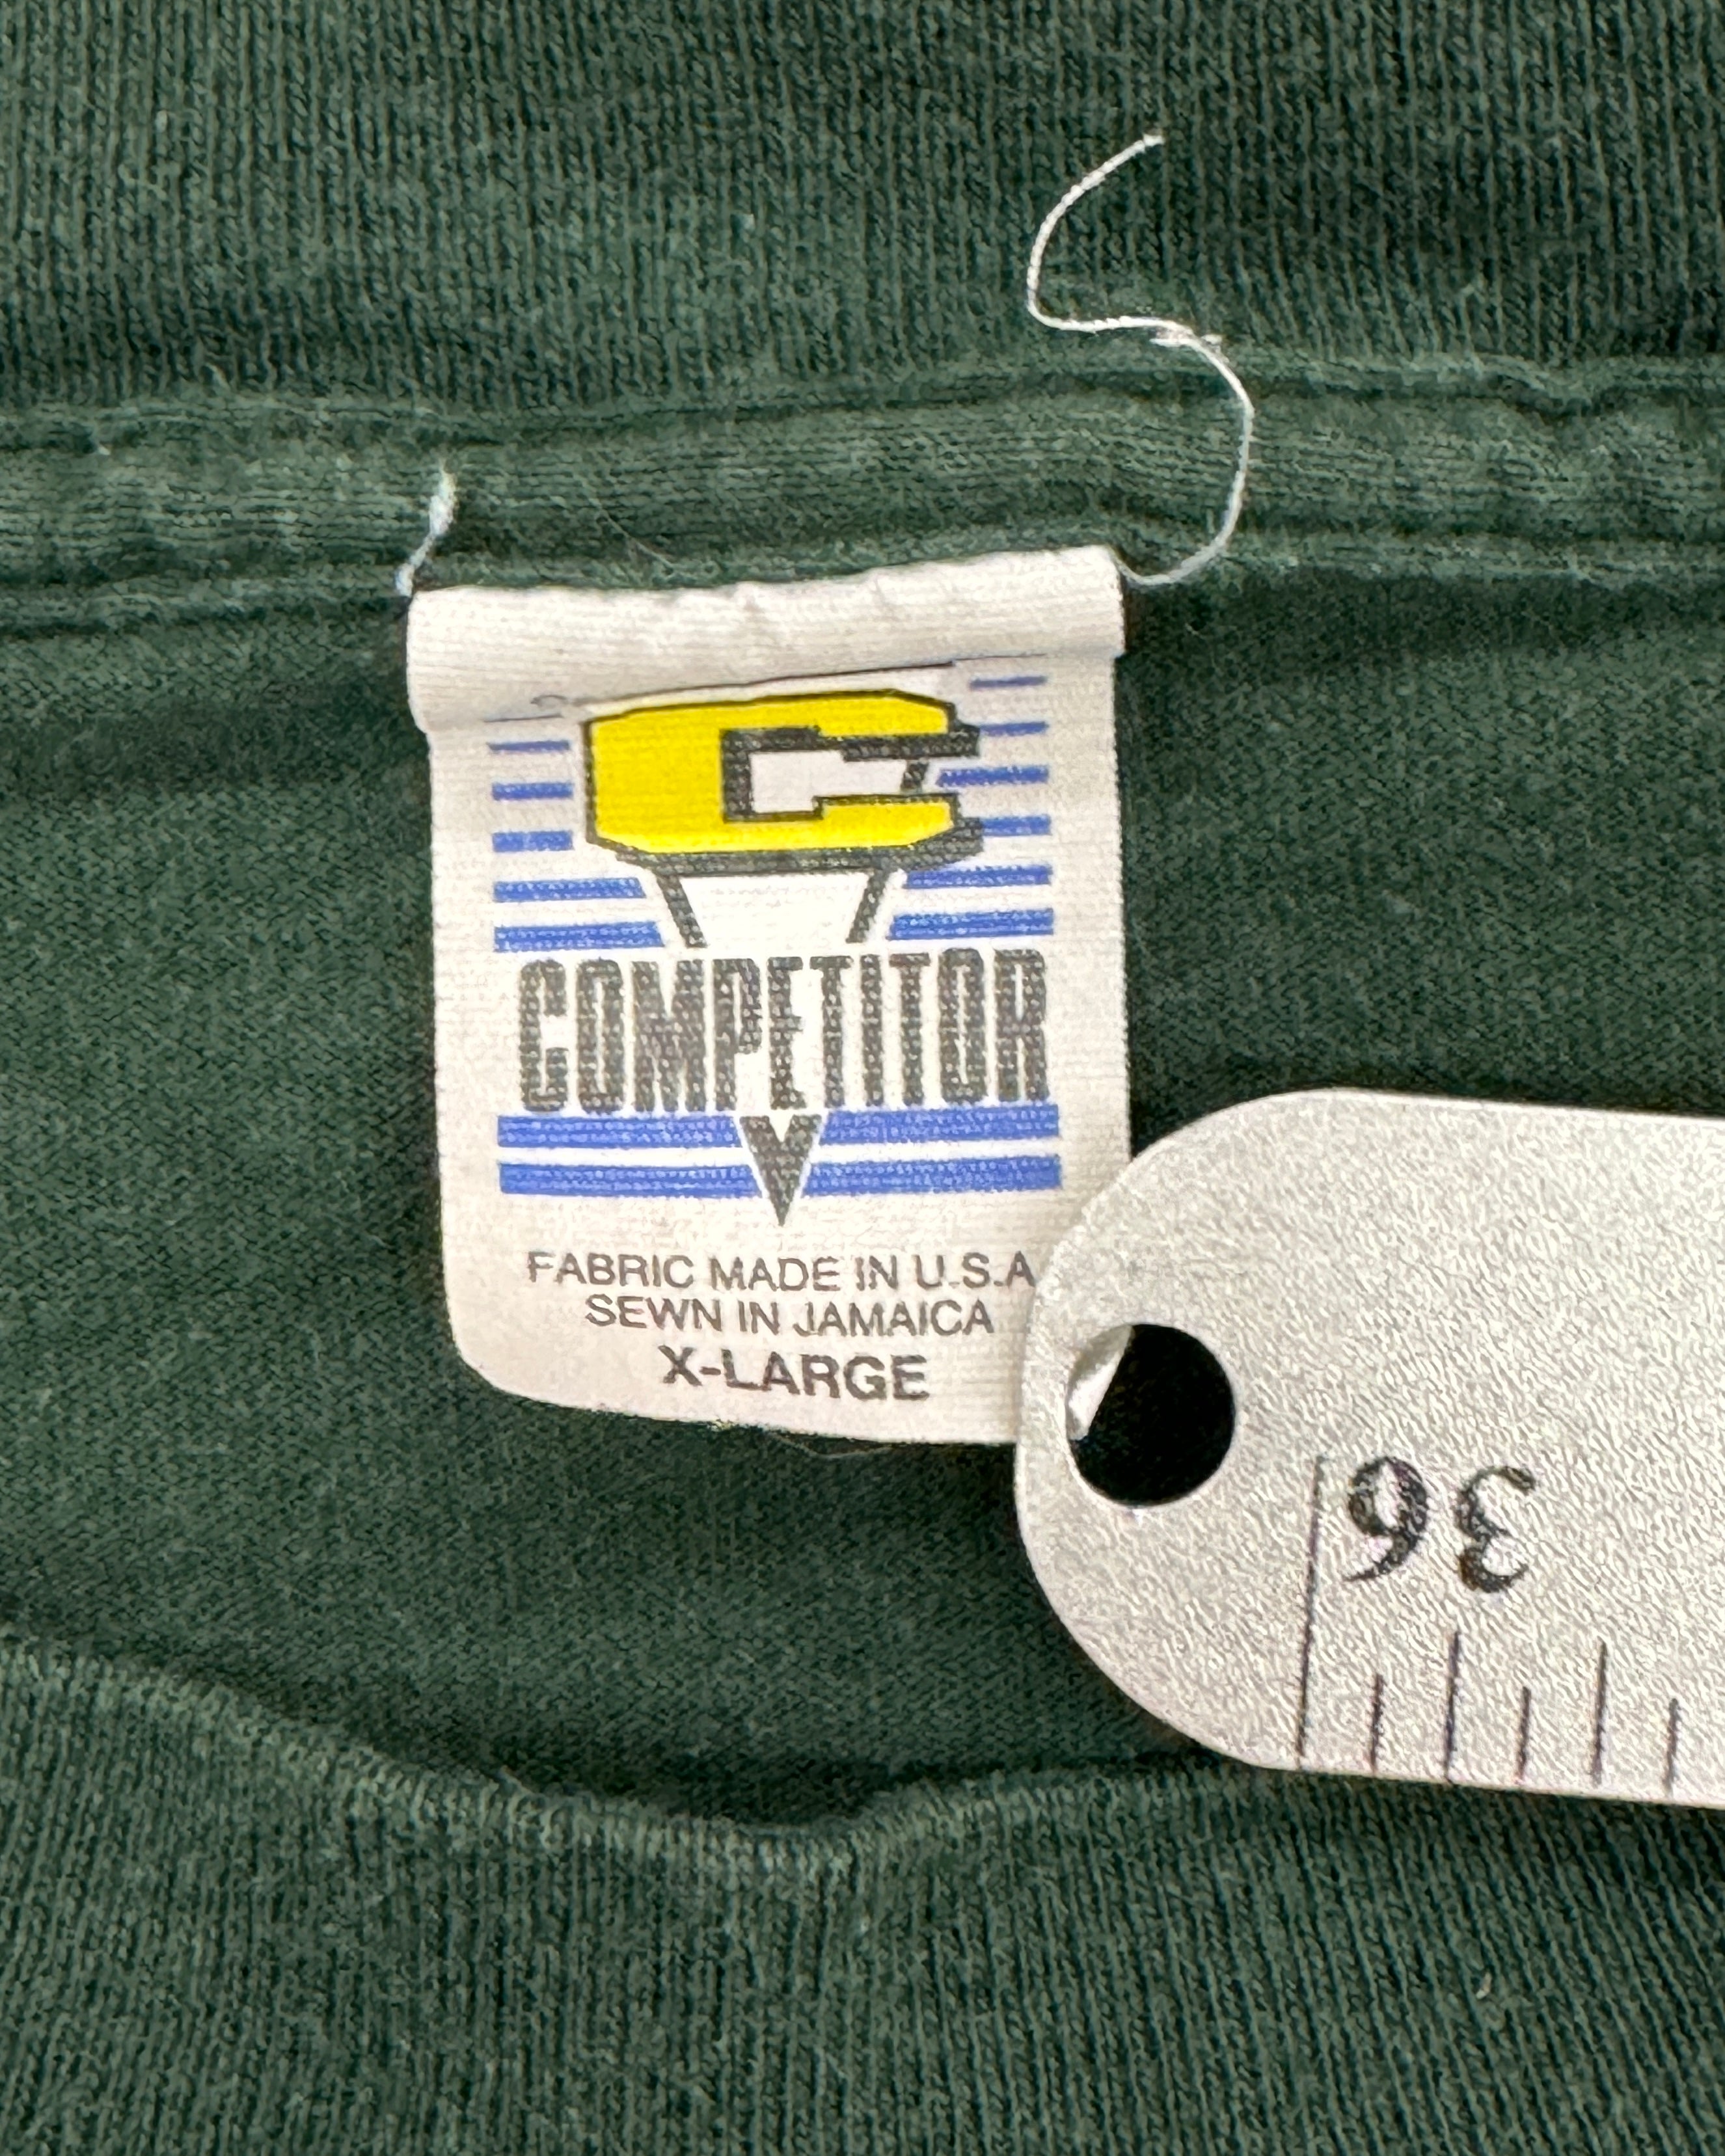 C
COMPETITOR
FABRIC MADE IN U.S.A
SEWN IN JAMAICA
X-LARGE
36